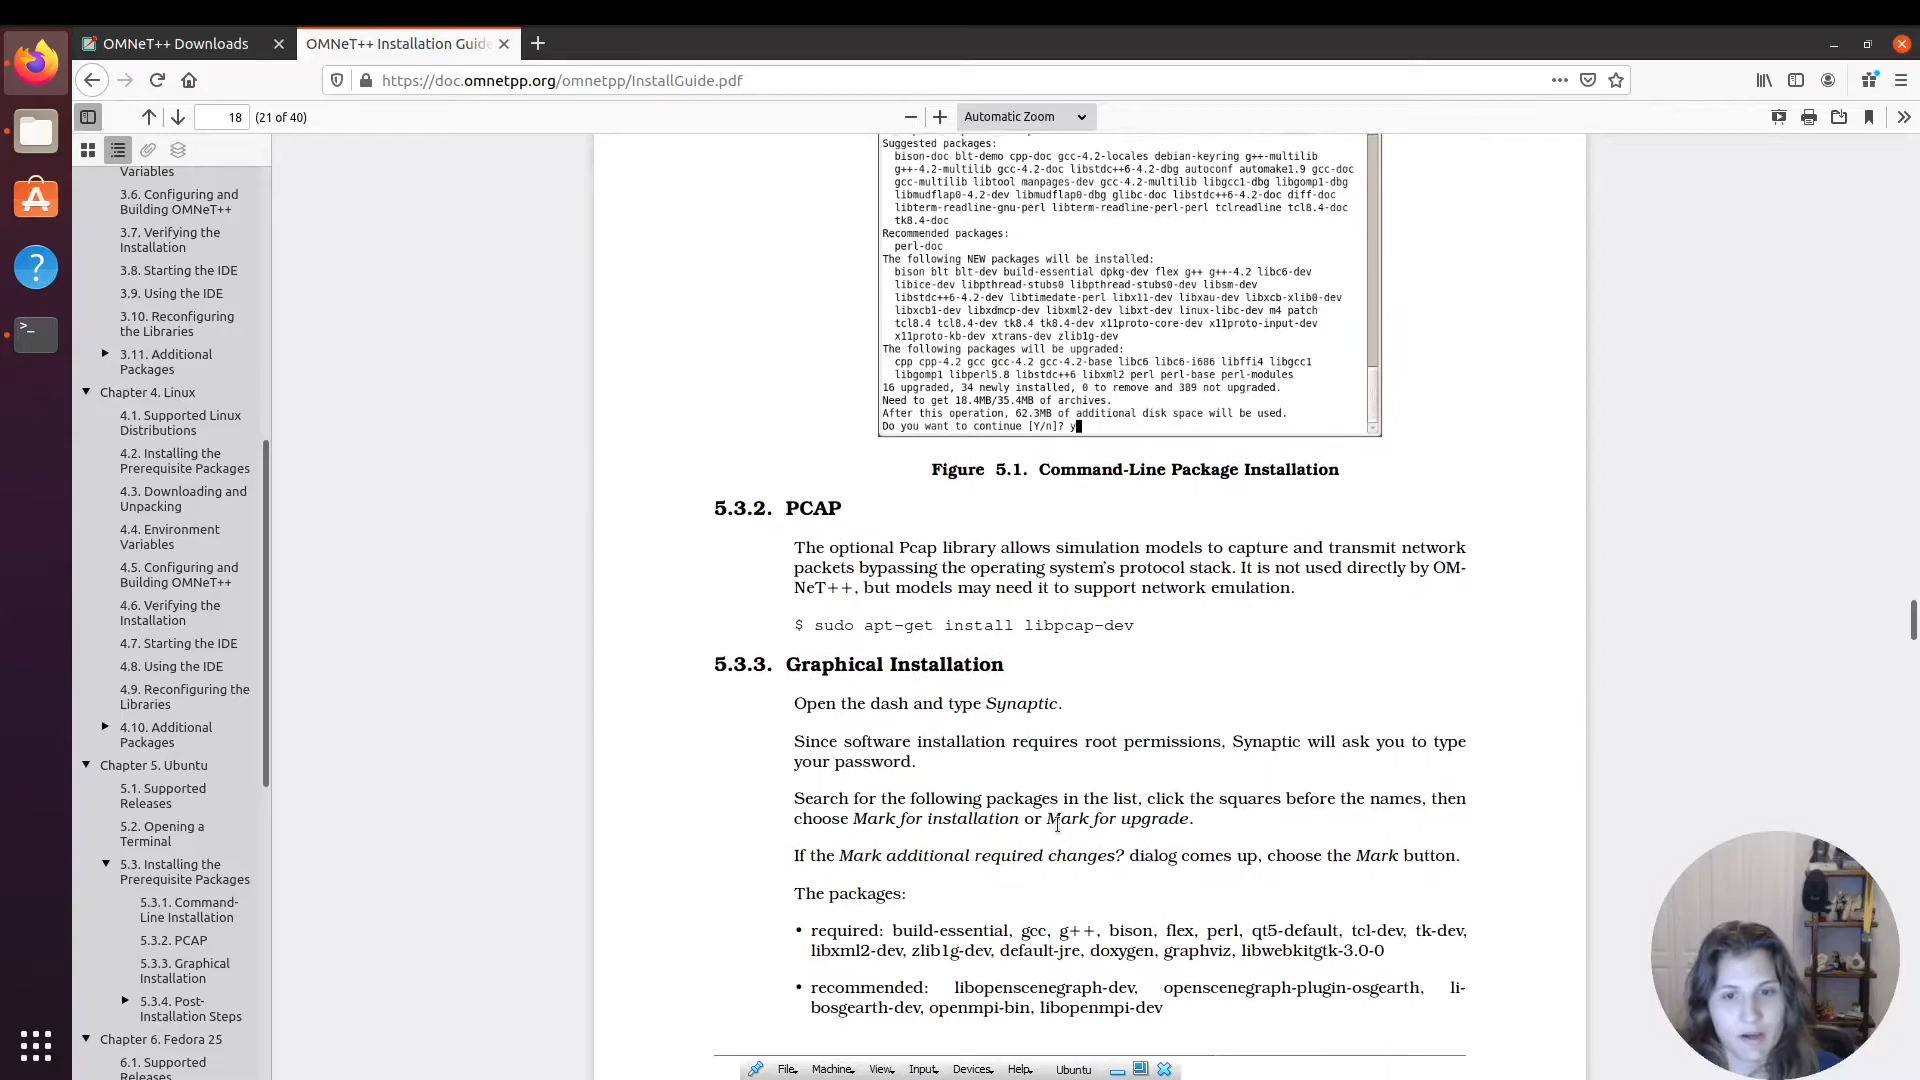 OMNeT++ Downloads
OMNeT++ Installation Guide
https://doc.omnetpp.org/omnetpp/InstallGuide.pdf
18 (21 of 40)
Automatic Zoom
Variables
3.6. Configuring and
Building OMNeT++
3.7. Verifying the
Installation
3.8. Starting the IDE
3.9. Using the IDE
3.10. Reconfiguring
the Libraries
3.11. Additional
Packages
Chapter 4. Linux
4.1. Supported Linux
Distributions
4.2. Installing the
Prerequisite Packages
4.3. Downloading and
Unpacking
4.4. Environment
Variables
4.5. Configuring and
Building OMNeT++
4.6. Verifying the
Installation
4.7. Starting the IDE
4.8. Using the IDE
4.9. Reconfiguring the
Libraries
4.10. Additional
Packages
Chapter 5. Ubuntu
5.1. Supported
Releases
5.2. Opening a
Terminal
5.3. Installing the
Prerequisite Packages
5.3.1. Command-
Line Installation
5.3.2. PCAP
5.3.3. Graphical
Installation
5.3.4. Post-
Installation Steps
Chapter 6. Fedora 25
6.1. Supported
Releases
Suggested packages:
bison-doc blt-demo cpp-doc gcc-4.2-locales debian-keyring g++-multilib
g++-4.2-multilib gcc-4.2-doc libstdc++6-4.2-dbg autoconf automake1.9 gcc-doc
gcc-multilib libtool manpages-dev gcc-4.2-multilib libgcc1-dbg libgomp1-dbg
libmudflap0-4.2-dev libmudflap0-dbg glibc-doc libstdc++6-4.2-doc diff-doc
libterm-readline-gnu-perl libterm-readline-perl-perl tclreadline tcl8.4-doc
tk8.4-doc
Recommended packages:
perl-doc
The following NEW packages will be installed:
bison blt blt-dev build-essential dpkg-dev flex g++ g++-4.2 libc6-dev
libice-dev libpthread-stubs0 libpthread-stubs0-dev libsm-dev
libstdc++6-4.2-dev libtimedate-perl libx11-dev libxau-dev libxcb-xlib0-dev
libxcb1-dev libxdmcp-dev libxml2-dev libxt-dev linux-libc-dev m4 patch
tcl8.4 tcl8.4-dev tk8.4 tk8.4-dev x11proto-core-dev x11proto-input-dev
x11proto-kb-dev xtrans-dev zlib1g-dev
The following packages will be upgraded:
cpp cpp-4.2 gcc gcc-4.2 gcc-4.2-base libc6 libc6-i686 libffi4 libgcc1
libgomp1 libperl5.8 libstdc++6 libxml2 perl perl-base perl-modules
16 upgraded, 34 newly installed, 0 to remove and 389 not upgraded.
Need to get 18.4MB/35.4MB of archives.
After this operation, 62.3MB of additional disk space will be used.
Do you want to continue [Y/n]? y
Figure 5.1. Command-Line Package Installation
5.3.2. PCAP
The optional Pcap library allows simulation models to capture and transmit network
packets bypassing the operating system's protocol stack. It is not used directly by OM-
NeT++, but models may need it to support network emulation.
$ sudo apt-get install libpcap-dev
5.3.3. Graphical Installation
Open the dash and type Synaptic.
Since software installation requires root permissions, Synaptic will ask you to type
your password.
Search for the following packages in the list, click the squares before the names, then
choose Mark for installation or Mark for upgrade.
If the Mark additional required changes? dialog comes up, choose the Mark button.
The packages:
• required: build-essential, gcc, g++, bison, flex, perl, qt5-default, tcl-dev, tk-dev,
libxml2-dev, zlib1g-dev, default-jre, doxygen, graphviz, libwebkitgtk-3.0-0
• recommended: libopenscenegraph-dev, openscenegraph-plugin-osgearth, li-
bosgearth-dev, openmpi-bin, libopenmpi-dev
File Machine View Input Devices Help Ubuntu